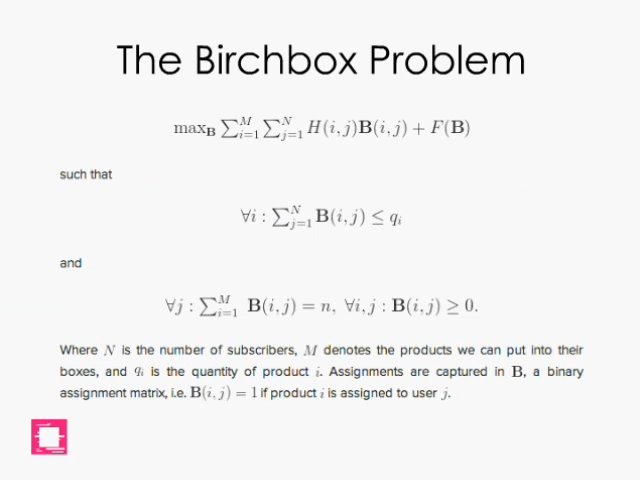 The Birchbox Problem
max_B ∑_{i=1}^{M} ∑_{j=1}^{N} H(i, j)B(i, j) + F(B)
such that
∀i : ∑_{j=1}^{N} B(i, j) ≤ q_i
and
∀j : ∑_{i=1}^{M} B(i, j) = n, ∀i, j : B(i, j) ≥ 0.
Where N is the number of subscribers, M denotes the products we can put into their
boxes, and q_i is the quantity of product i. Assignments are captured in B, a binary
assignment matrix, i.e. B(i, j) = 1 if product i is assigned to user j.